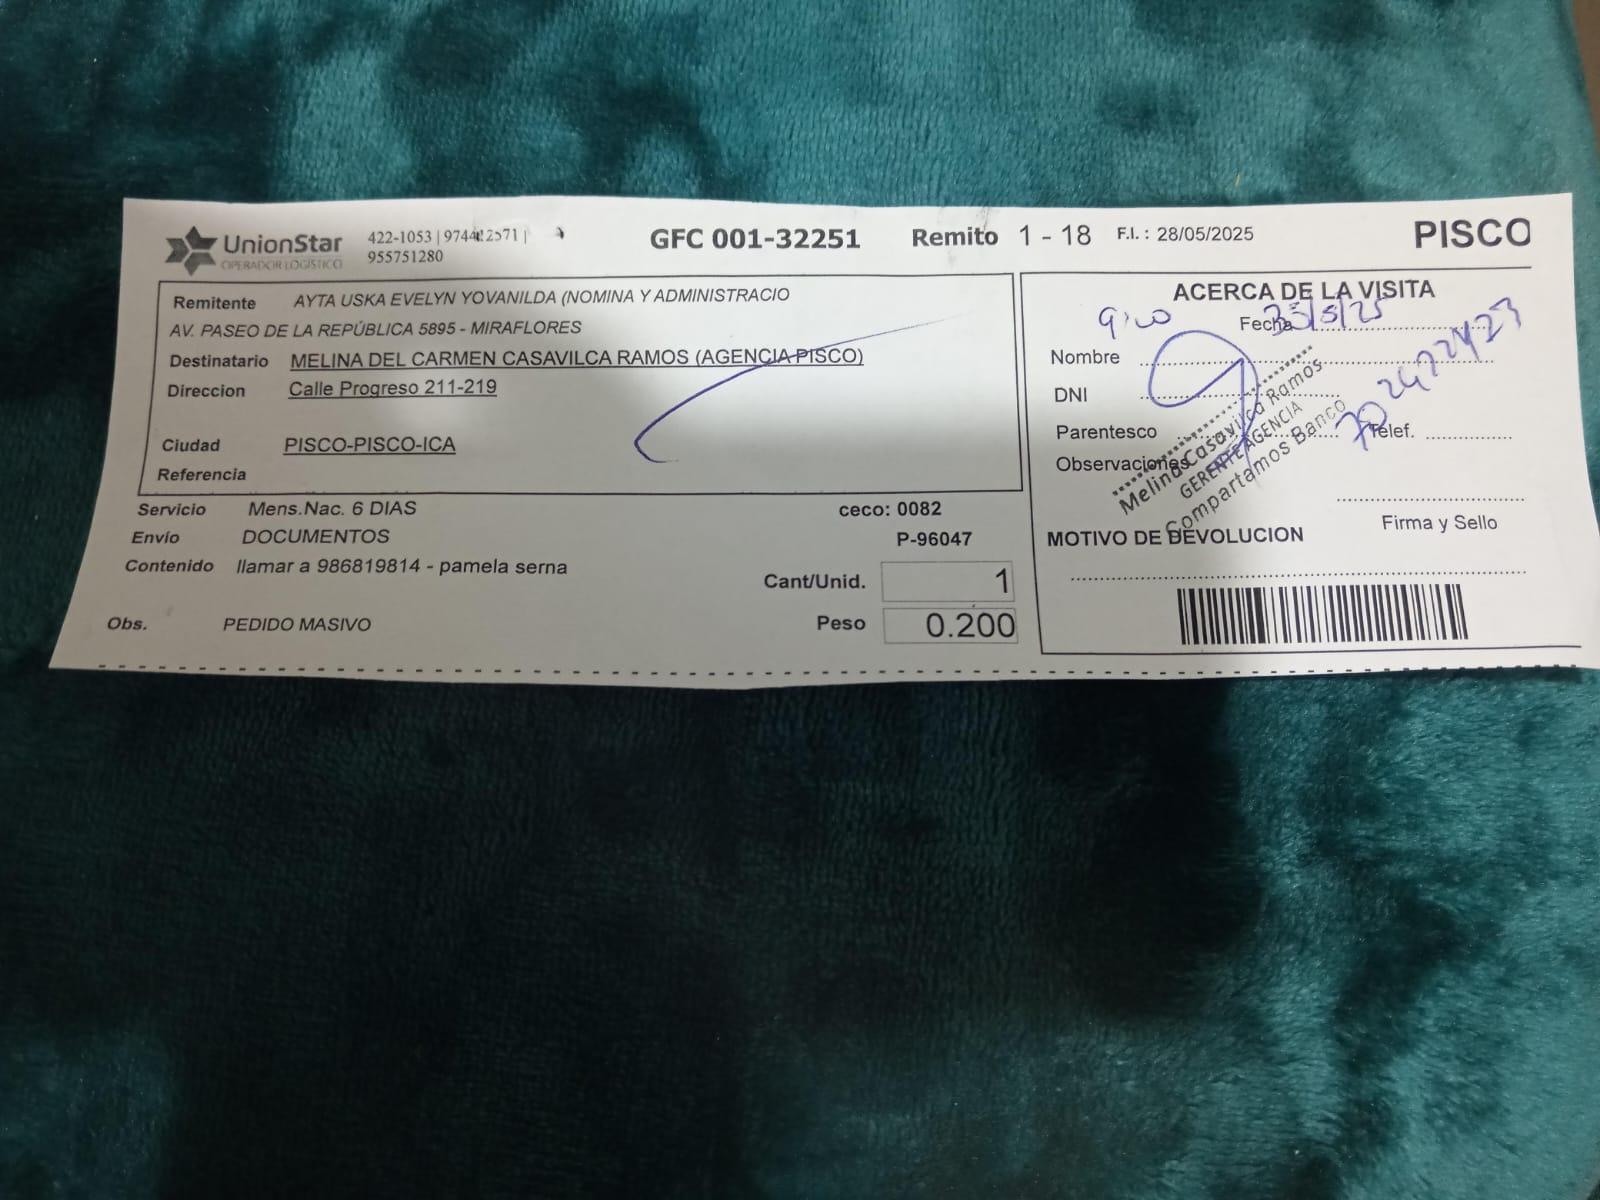 UnionStar
OPERADOR LOGÍSTICO
422-1053 | 974412571 |
955751280
GFC 001-32251
Remito 1 - 18
F.I. : 28/05/2025
PISCO
Remitente AYTA USKA EVELYN YOVANILDA (NOMINA Y ADMINISTRACIO
AV. PASEO DE LA REPÚBLICA 5895 - MIRAFLORES
Destinatario MELINA DEL CARMEN CASAVILCA RAMOS (AGENCIA PISCO)
Direccion Calle Progreso 211-219
Ciudad PISCO-PISCO-ICA
Referencia
Servicio Mens.Nac. 6 DIAS
ceco: 0082
Envío DOCUMENTOS
P-96047
Contenido llamar a 986819814 - pamela serna
Cant/Unid. 1
Obs. PEDIDO MASIVO
Peso 0.200
ACERCA DE LA VISITA
Fecha
Nombre
DNI
Parentesco
Telef.
Observaciones
Melina Casavilca Ramos
GERENTE AGENCIA
Compartamos Banco
Firma y Sello
MOTIVO DE DEVOLUCION